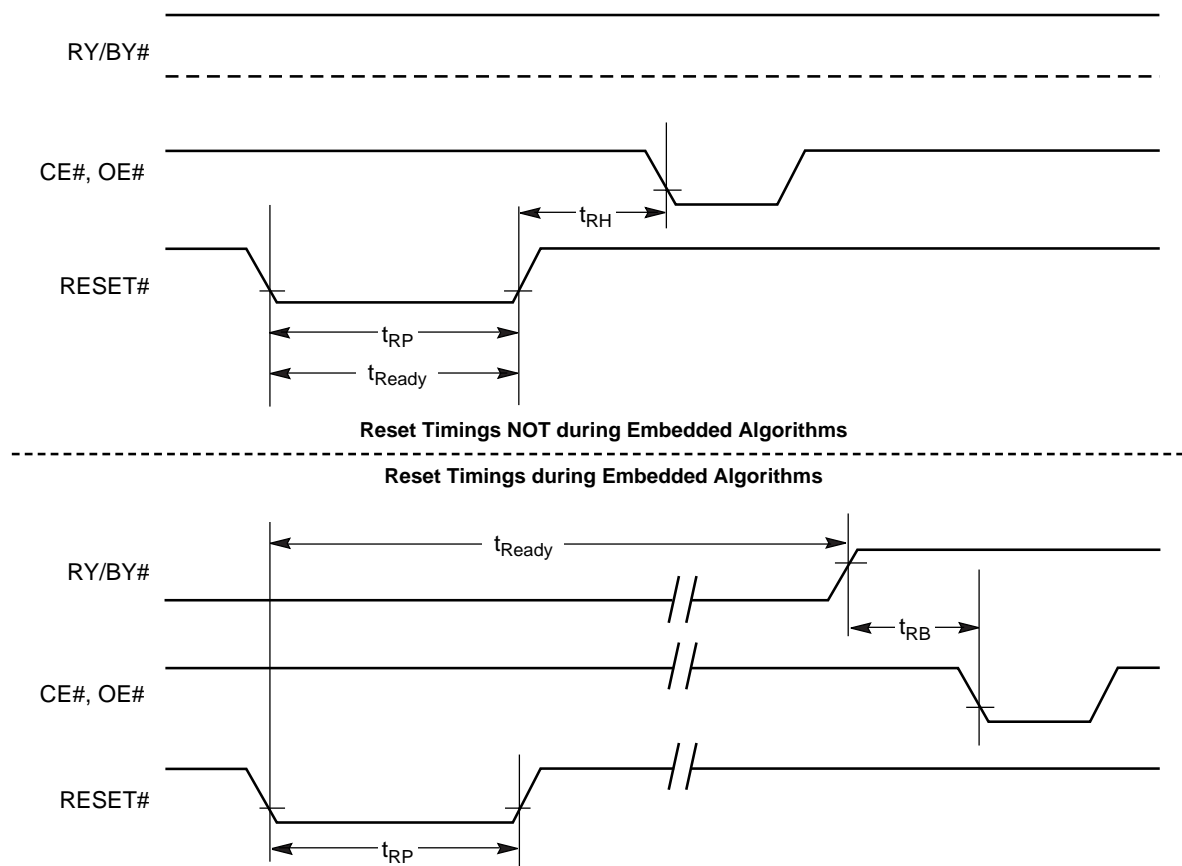 RY/BY#
CE#, OE#
tRH
RESET#
tRP
tReady
Reset Timings NOT during Embedded Algorithms
Reset Timings during Embedded Algorithms
tReady
RY/BY#
tRB
CE#, OE#
RESET#
tRP